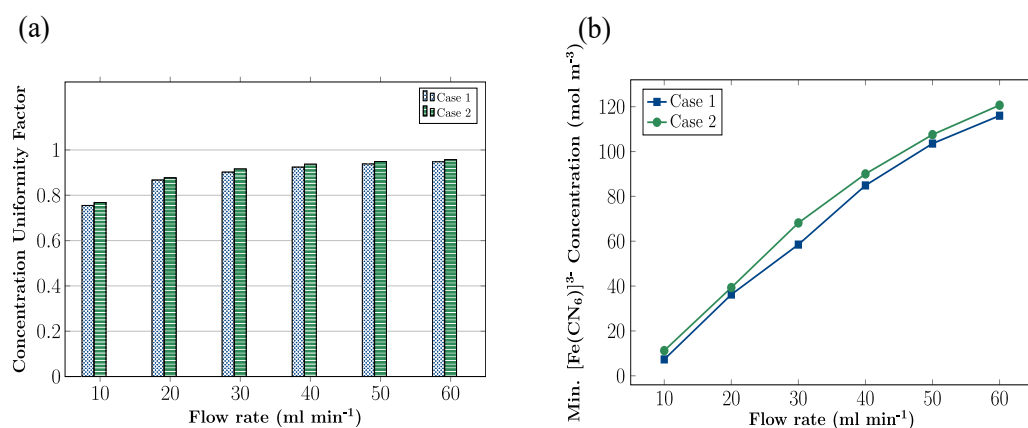 (a)
Concentration Uniformity Factor
1
0.8
0.6
0.4
0.2
0
Case 1
Case 2
10 20 30 40 50 60
Flow rate (ml min⁻¹)
(b)
Min. [Fe(CN₆)]³⁻ Concentration (mol m⁻³)
120
100
80
60
40
20
0
Case 1
Case 2
10 20 30 40 50 60
Flow rate (ml min⁻¹)